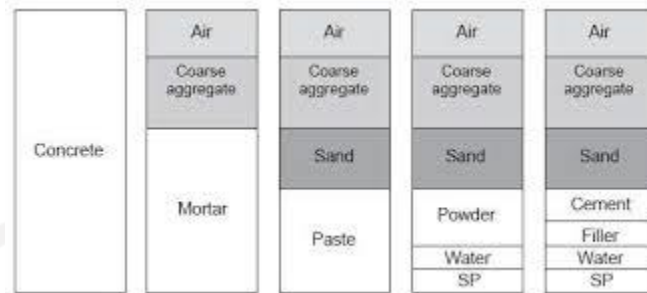 Concrete
Air
Coarse
aggregate
Mortar
Air
Coarse
aggregate
Sand
Paste
Air
Coarse
aggregate
Sand
Powder
Water
SP
Air
Coarse
aggregate
Sand
Cement
Filler
Water
SP